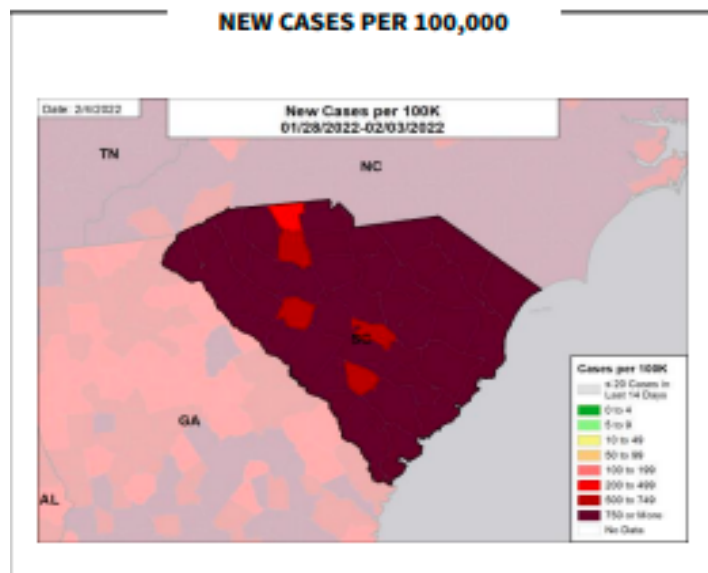 NEW CASES PER 100,000
Date: 2/4/2022
New Cases per 100K
01/28/2022-02/03/2022
TN
NC
SC
GA
AL
Cases per 100K
≤ 20 Cases in
Last 14 Days
0 to 4
5 to 9
10 to 49
50 to 99
100 to 199
200 to 499
500 to 749
750 or More
No Data